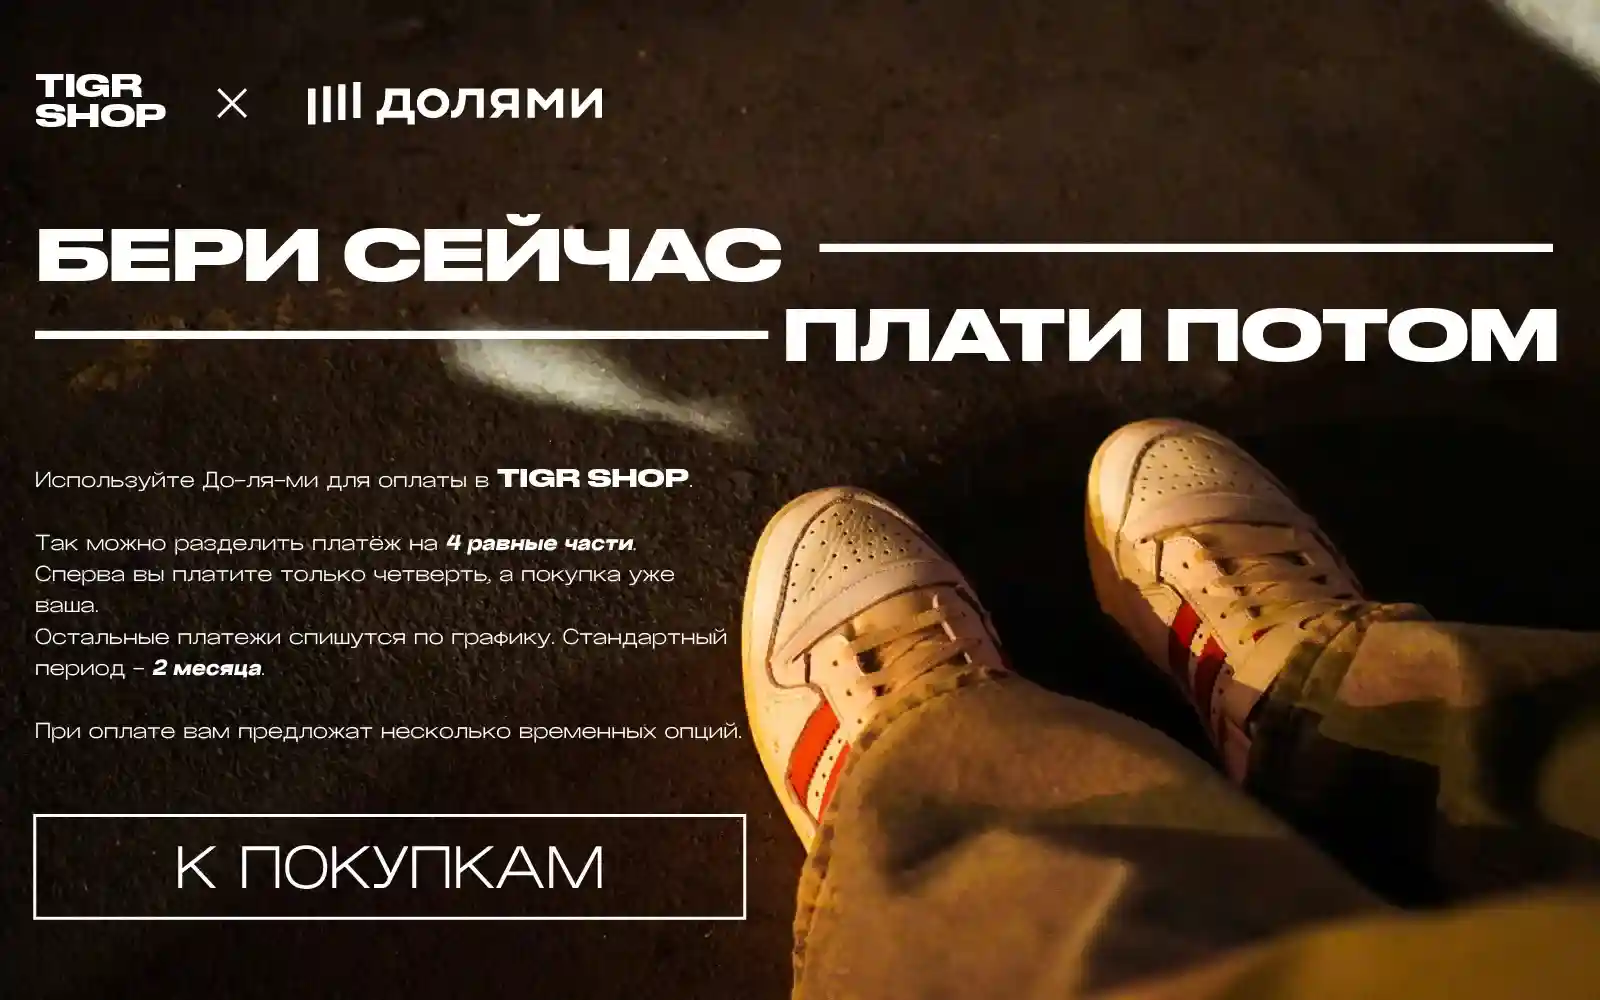 TIGR
SHOP
долями
БЕРИ СЕЙЧАС
ПЛАТИ ПОТОМ
Используйте До-ля-ми для оплаты в TIGR SHOP.
Так можно разделить платёж на 4 равные части.
Сперва вы платите только четверть, а покупка уже
ваша.
Остальные платежи спишутся по графику. Стандартный
период - 2 месяца.
При оплате вам предложат несколько временных опций.
К ПОКУПКАМ